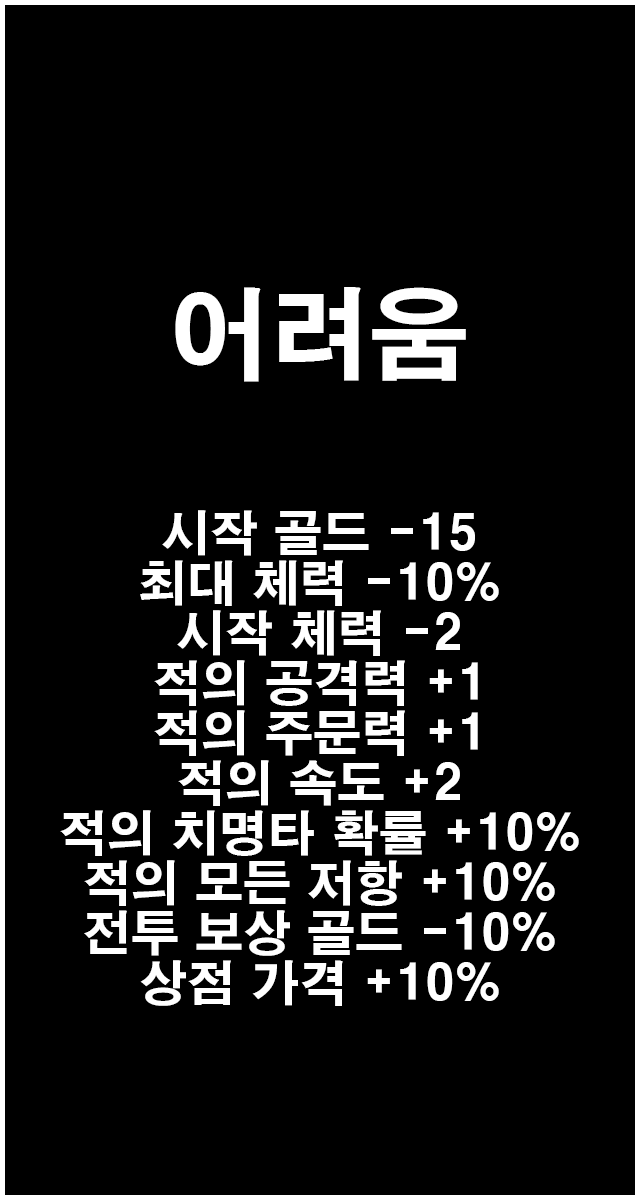 어려움
시작 골드 -15
최대 체력 -10%
시작 체력 -2
적의 공격력 +1
적의 주문력 +1
적의 속도 +2
적의 치명타 확률 +10%
적의 모든 저항 +10%
전투 보상 골드 -10%
상점 가격 +10%